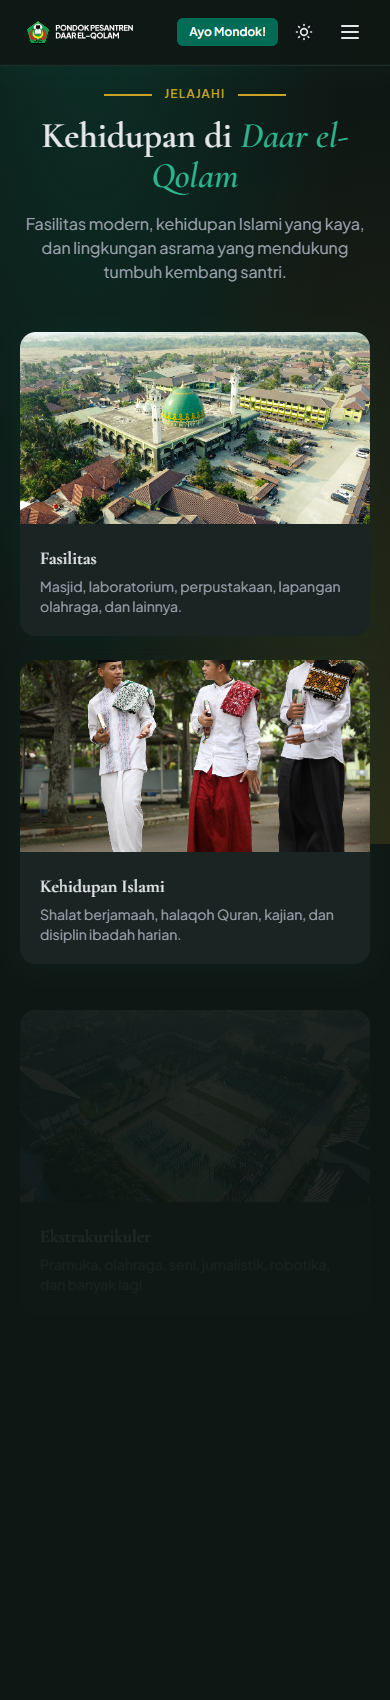 PONDOK PESANTREN
DAAR EL-QOLAM
Ayo Mondok!
JELAJAHI
Kehidupan di Daar el-
Qolam
Fasilitas modern, kehidupan Islami yang kaya,
dan lingkungan asrama yang mendukung
tumbuh kembang santri.
Fasilitas
Masjid, laboratorium, perpustakaan, lapangan
olahraga, dan lainnya.
Kehidupan Islami
Shalat berjamaah, halaqoh Quran, kajian, dan
disiplin ibadah harian.
Ekstrakurikuler
Pramuka, olahraga, seni, jurnalistik, robotika,
dan banyak lagi.